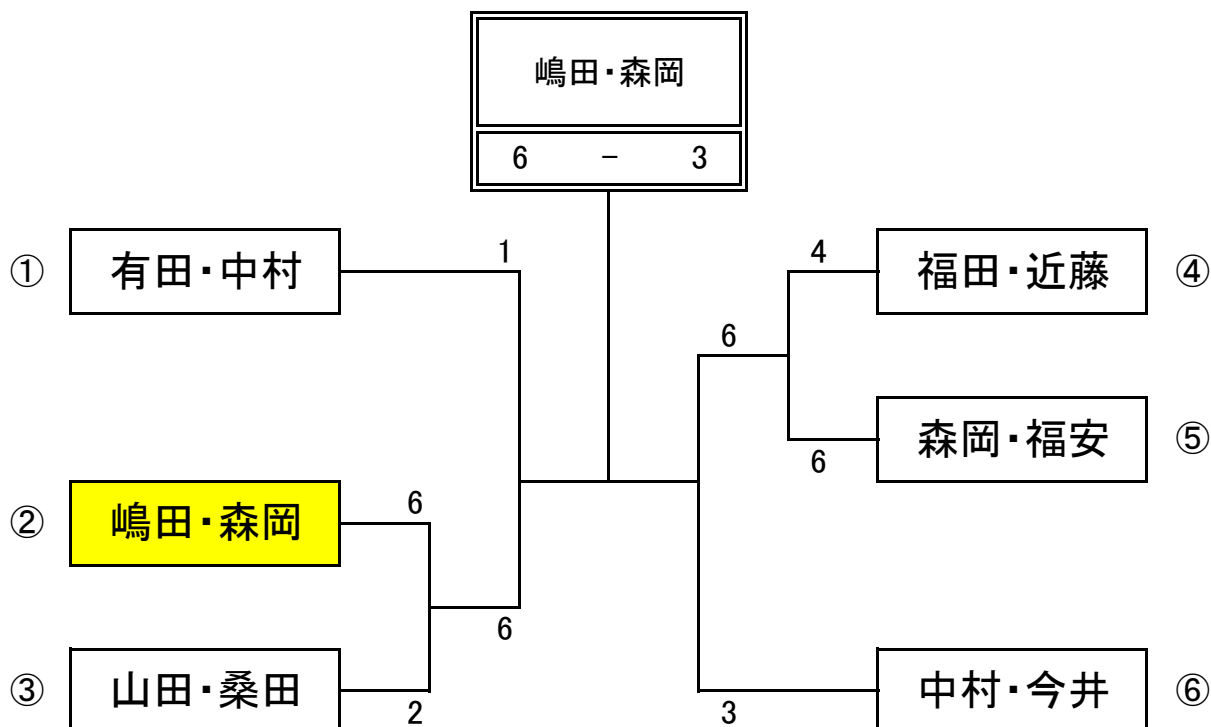 嶋田・森岡
6 - 3
① 有田・中村 1 4 福田・近藤 ④
6
6 森岡・福安 ⑤
② 嶋田・森岡 6
6
③ 山田・桑田 2 3 中村・今井 ⑥